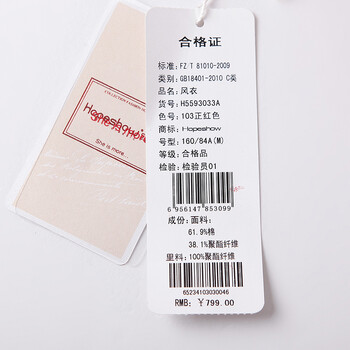 合格证
标准: FZ/T 81010-2009
类别: GB18401-2010 C类
品名: 风衣
货号: H5593033A
色号: 103正红色
商标: Hopeshow
号型: 160/84A(M)
等级: 合格品
检验: 检验员01
6956147853099
成份: 面料:
61.9%棉
38.1%聚酯纤维
里料: 100%聚酯纤维
65234103030046
RMB: ¥799.00
Hopeshow
She is more